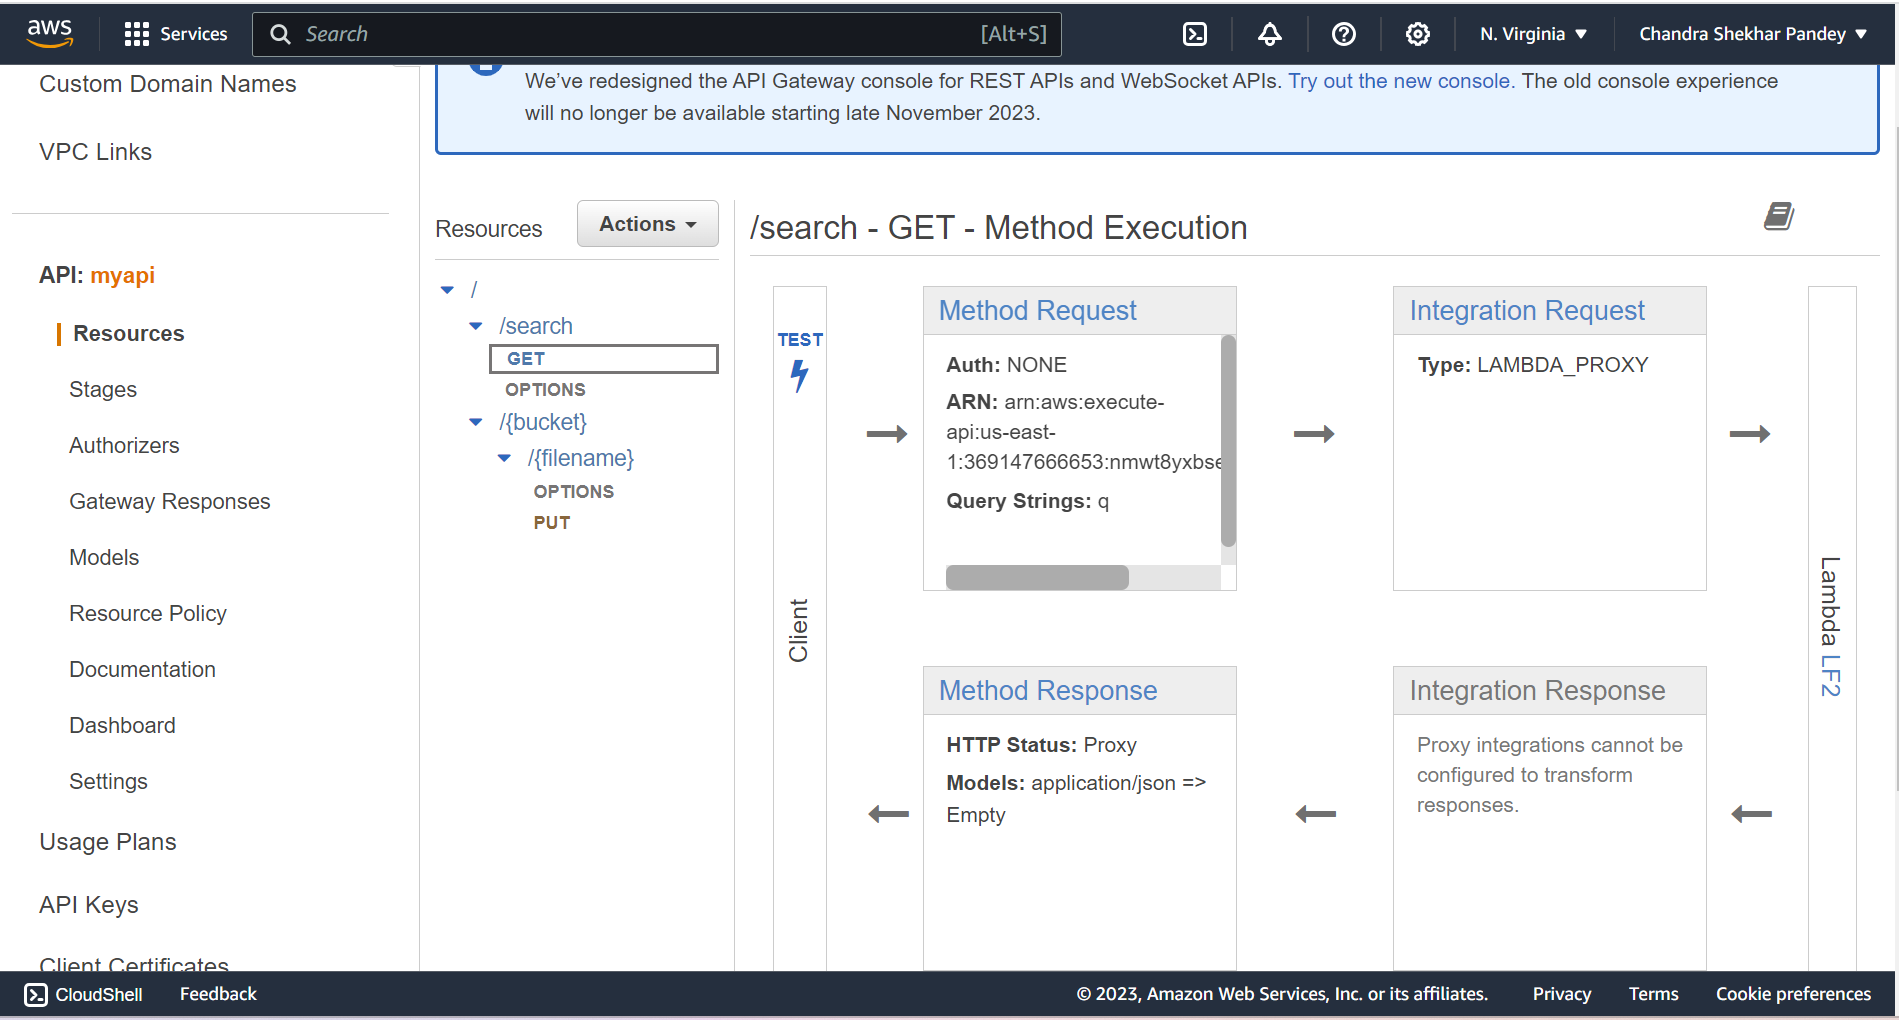 aws
Services
Search
[Alt+S]
N. Virginia
Chandra Shekhar Pandey
Custom Domain Names
VPC Links
API: myapi
Resources
Stages
Authorizers
Gateway Responses
Models
Resource Policy
Documentation
Dashboard
Settings
Usage Plans
API Keys
Client Certificates
We've redesigned the API Gateway console for REST APIs and WebSocket APIs. Try out the new console. The old console experience
will no longer be available starting late November 2023.
Resources
Actions
/
/search
GET
OPTIONS
/{bucket}
/{filename}
OPTIONS
PUT
/search - GET - Method Execution
TEST
Client
Method Request
Auth: NONE
ARN: arn:aws:execute-
api:us-east-
1:369147666653:nmwt8yxbse
Query Strings: q
Integration Request
Type: LAMBDA_PROXY
Lambda LF2
Method Response
HTTP Status: Proxy
Models: application/json =>
Empty
Integration Response
Proxy integrations cannot be
configured to transform
responses.
CloudShell
Feedback
© 2023, Amazon Web Services, Inc. or its affiliates.
Privacy
Terms
Cookie preferences